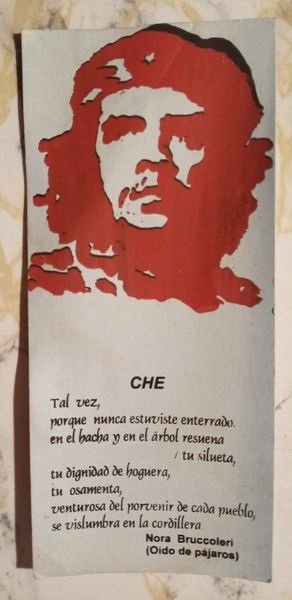 CHE
Tal vez,
porque nunca estuviste enterrado.
en el hacha y en el árbol resuena
tu silueta,
tu dignidad de hoguera,
tu osamenta,
venturosa del porvenir de cada pueblo,
se vislumbra en la cordillera
Nora Bruccoleri
(Oido de pájaros)